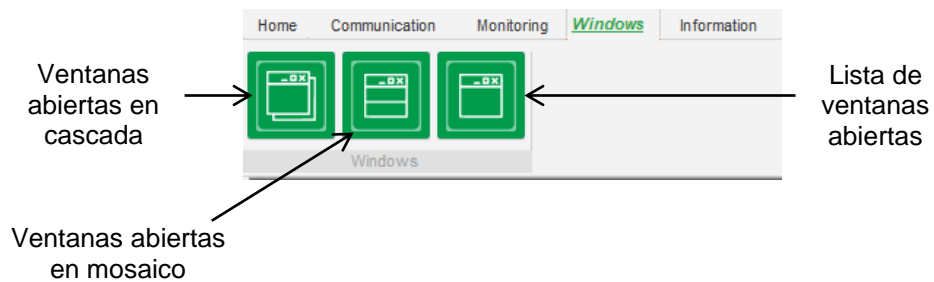 Home Communication Monitoring Windows Information
Ventanas
abiertas en
cascada
Lista de
ventanas
abiertas
Windows
Ventanas abiertas
en mosaico